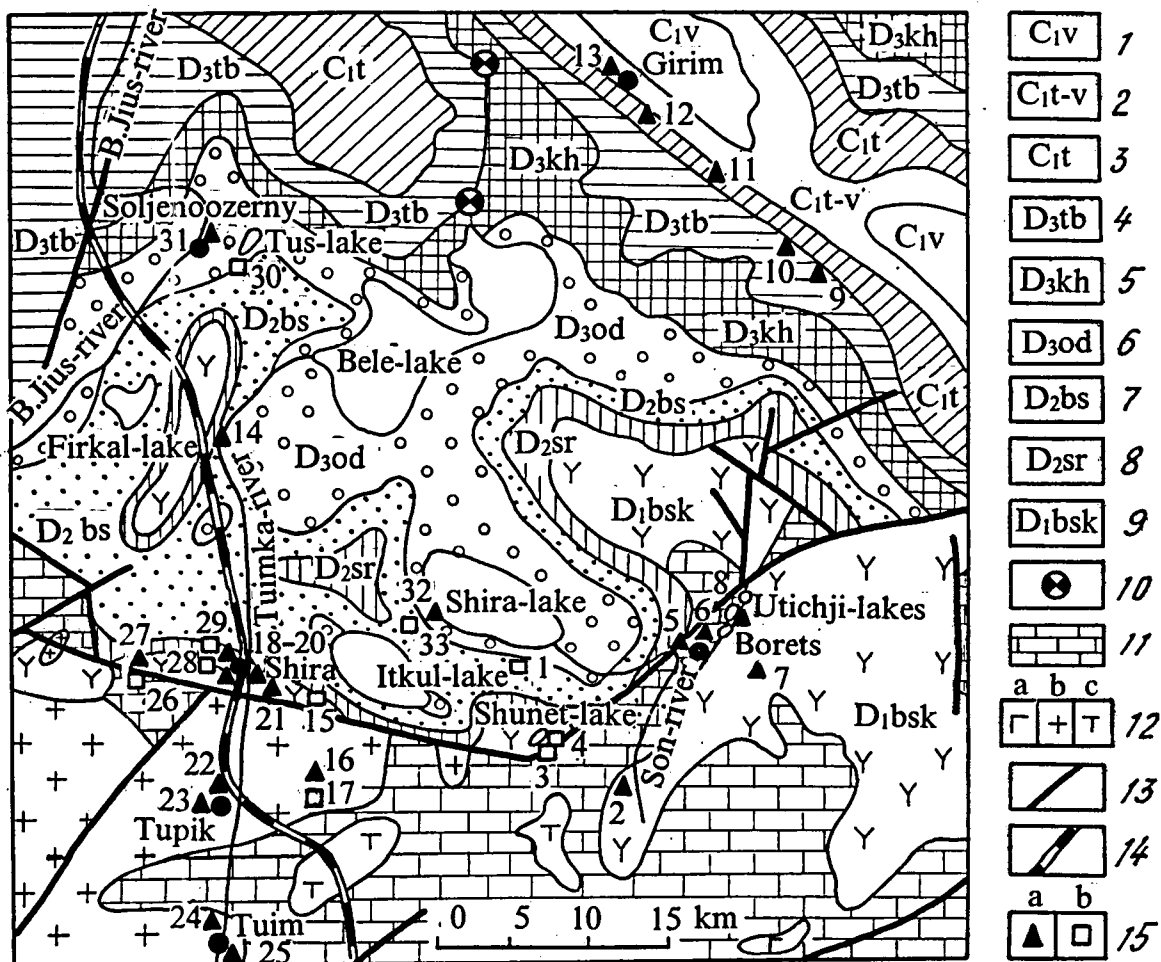 B.Jius-river
D3tb
C1t
C1v
D3kh
13
Girim
12
D3tb
C1t
D3kh
11
D3tb
C1t-v
Soljenoozerny
31
Tus-lake
30
D3tb
D3tb
C1v
10
9
B.Jius-river
D2bs
D3od
D3kh
Bele-lake
D2bs
C1t
Firkal-lake
14
D3od
D2sr
D1bsk
D2 bs
Tuimka-river
D2sr
32
Shira-lake
33
8
Utichji-lakes
5
6
Borets
7
27
29
28
18-20
Shira
Itkul-lake
1
26
21
15
Shunet-lake
4
3
Son-river
D1bsk
22
16
17
23
Tupik
2
24
Tuim
25
0 5 10 15 km
C1v 1
C1t-v 2
C1t 3
D3tb 4
D3kh 5
D3od 6
D2bs 7
D2sr 8
D1bsk 9
10
11
a b c
12
13
14
a b
15